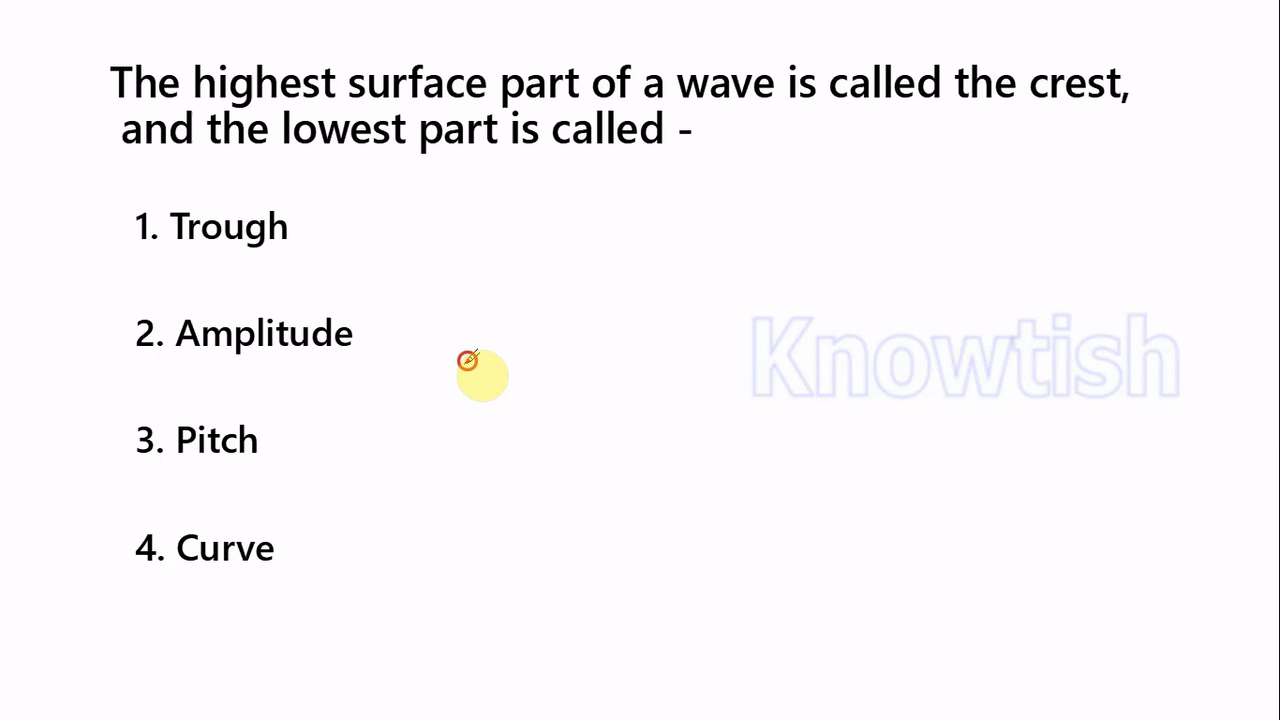 The highest surface part of a wave is called the crest,
and the lowest part is called -
1. Trough
2. Amplitude
Knowtish
3. Pitch
4. Curve